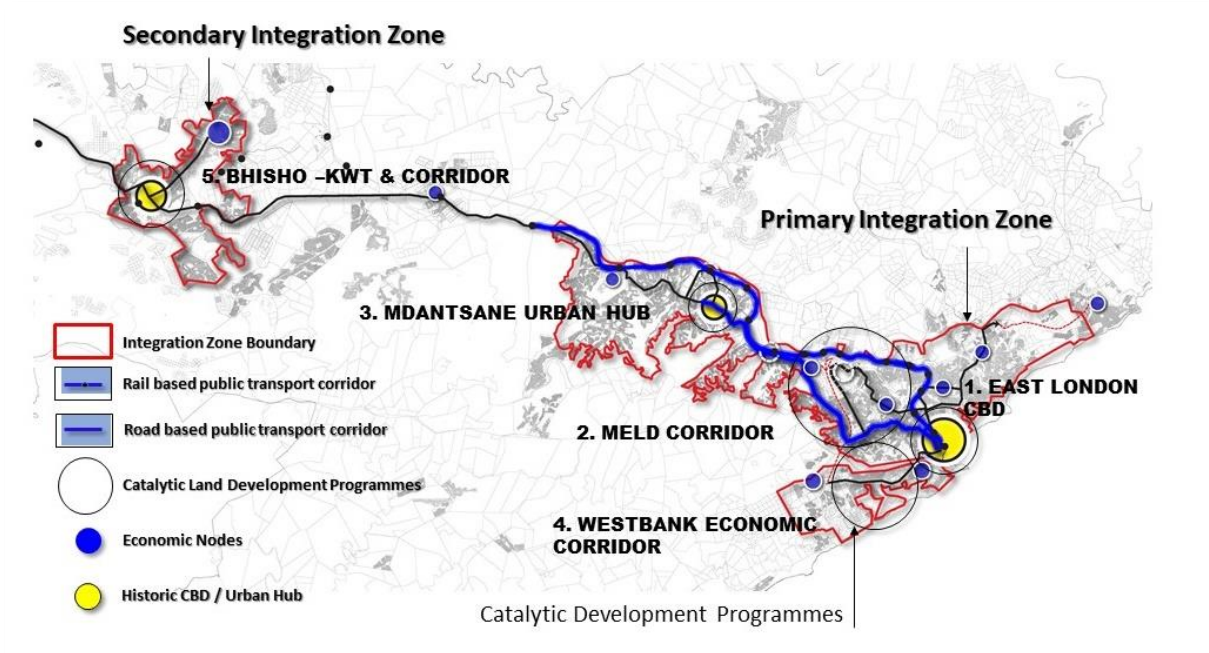 Secondary Integration Zone
5. BHISHO –KWT & CORRIDOR
Primary Integration Zone
3. MDANTSANE URBAN HUB
Integration Zone Boundary
Rail based public transport corridor
1. EAST LONDON
CBD
Road based public transport corridor
2. MELD CORRIDOR
Catalytic Land Development Programmes
4. WESTBANK ECONOMIC
CORRIDOR
Economic Nodes
Historic CBD / Urban Hub
Catalytic Development Programmes